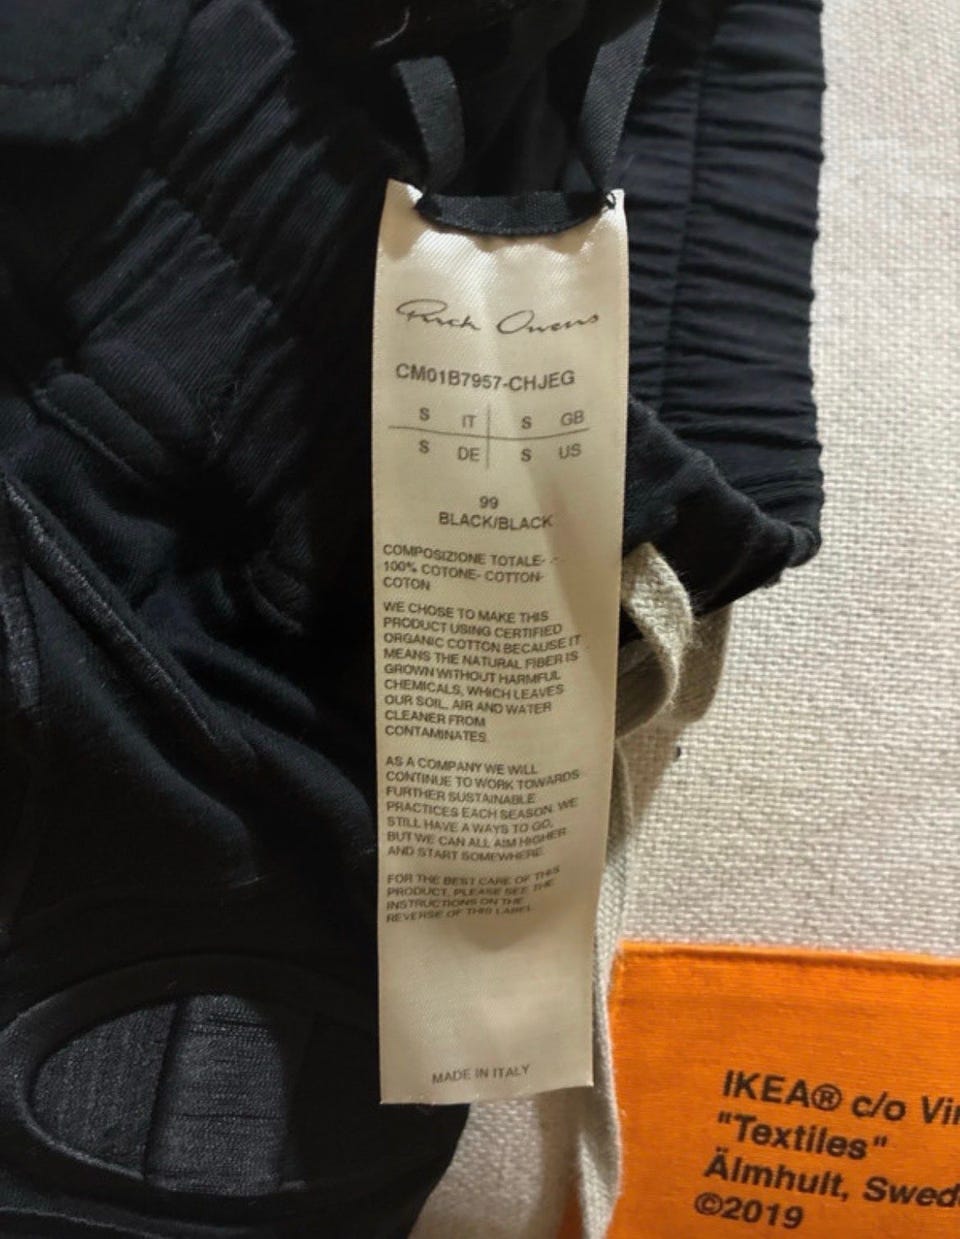 Rick Owens
CM01B7957-CHJEG
S IT S GB
S DE S US
99
BLACK/BLACK
COMPOSIZIONE TOTALE-
100% COTONE- COTTON-
COTON
WE CHOSE TO MAKE THIS
PRODUCT USING CERTIFIED
ORGANIC COTTON BECAUSE IT
MEANS THE NATURAL FIBER IS
GROWN WITHOUT HARMFUL
CHEMICALS, WHICH LEAVES
OUR SOIL, AIR AND WATER
CLEANER FROM
CONTAMINATES.
AS A COMPANY WE WILL
CONTINUE TO WORK TOWARDS
FURTHER SUSTAINABLE
PRACTICES EACH SEASON. WE
STILL HAVE A WAYS TO GO,
BUT WE CAN ALL AIM HIGHER
AND START SOMEWHERE.
FOR THE BEST CARE OF THIS
PRODUCT, PLEASE SEE THE
INSTRUCTIONS ON THE
REVERSE OF THIS LABEL.
MADE IN ITALY
IKEA® c/o
"Textiles"
Älmhult,
©2019